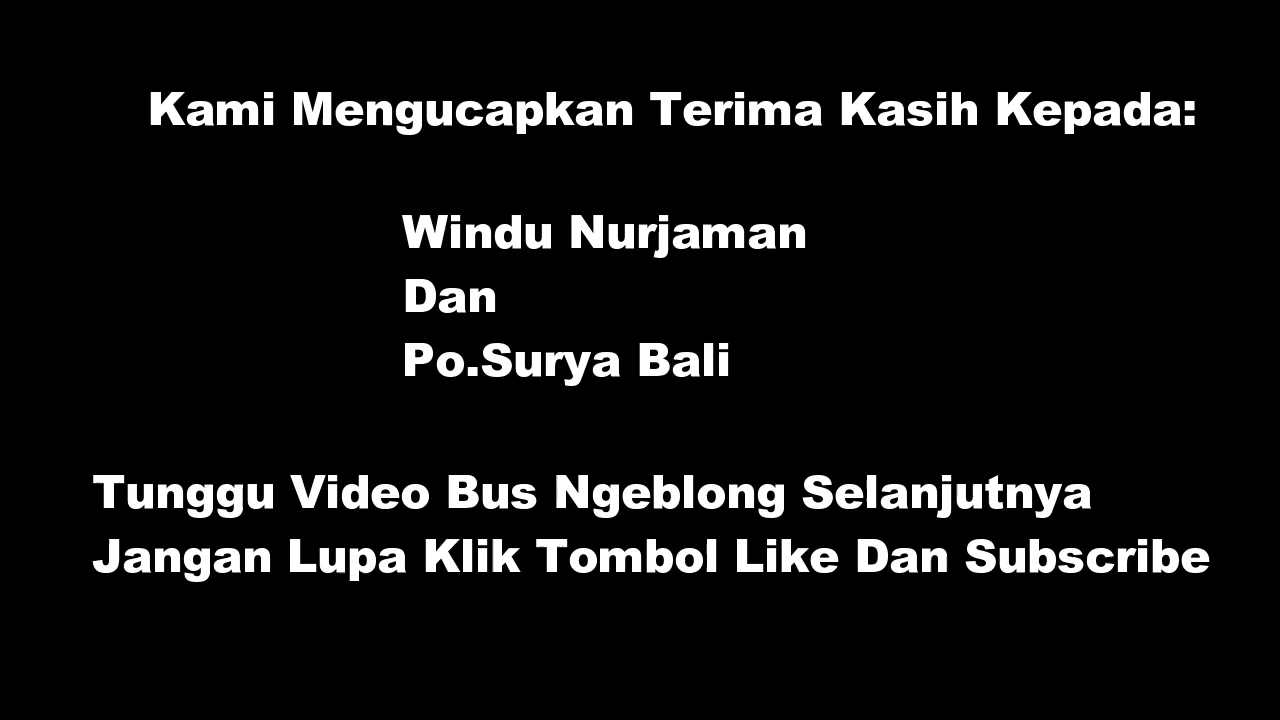 Kami Mengucapkan Terima Kasih Kepada:
Windu Nurjaman
Dan
Po.Surya Bali
Tunggu Video Bus Ngeblong Selanjutnya
Jangan Lupa Klik Tombol Like Dan Subscribe